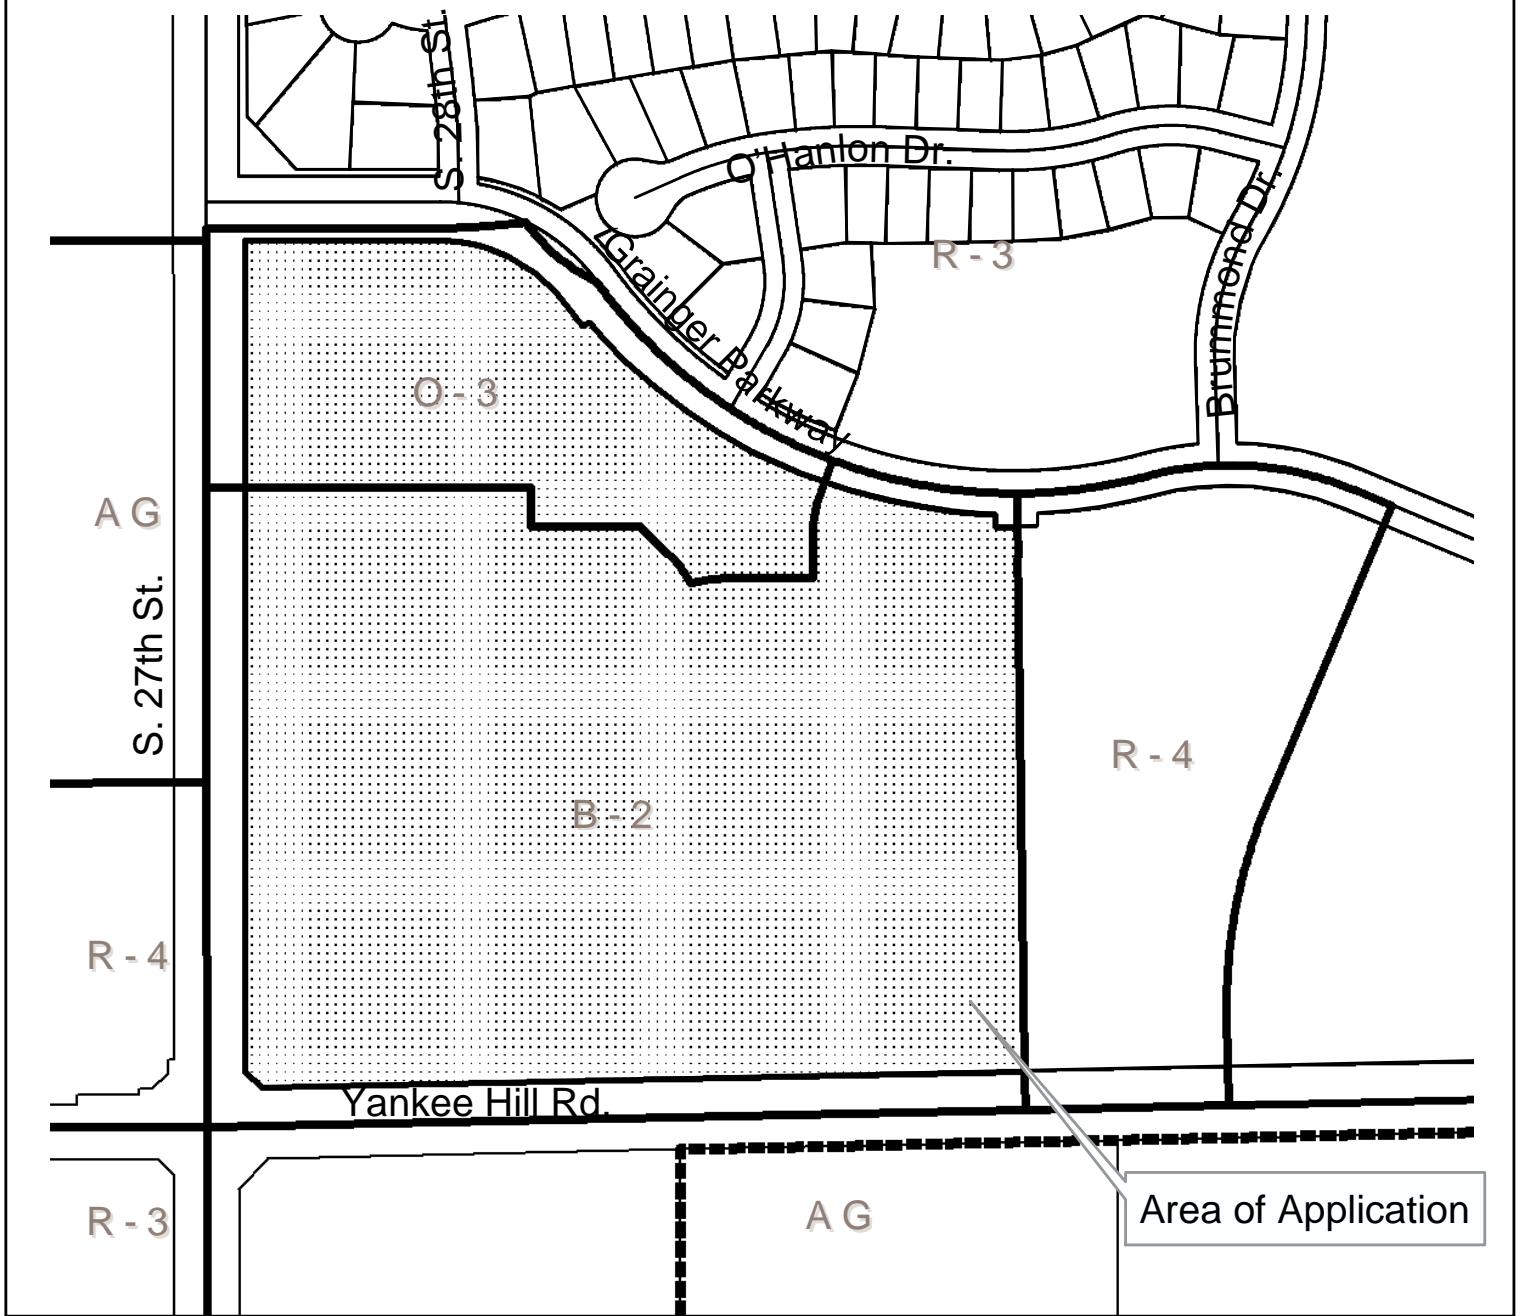 S. 28th St.
O'Hanlon Dr.
Brummond Dr.
Grainger Parkway
R - 3
O - 3
A G
S. 27th St.
R - 4
B - 2
R - 4
Yankee Hill Rd.
R - 3
A G
Area of Application